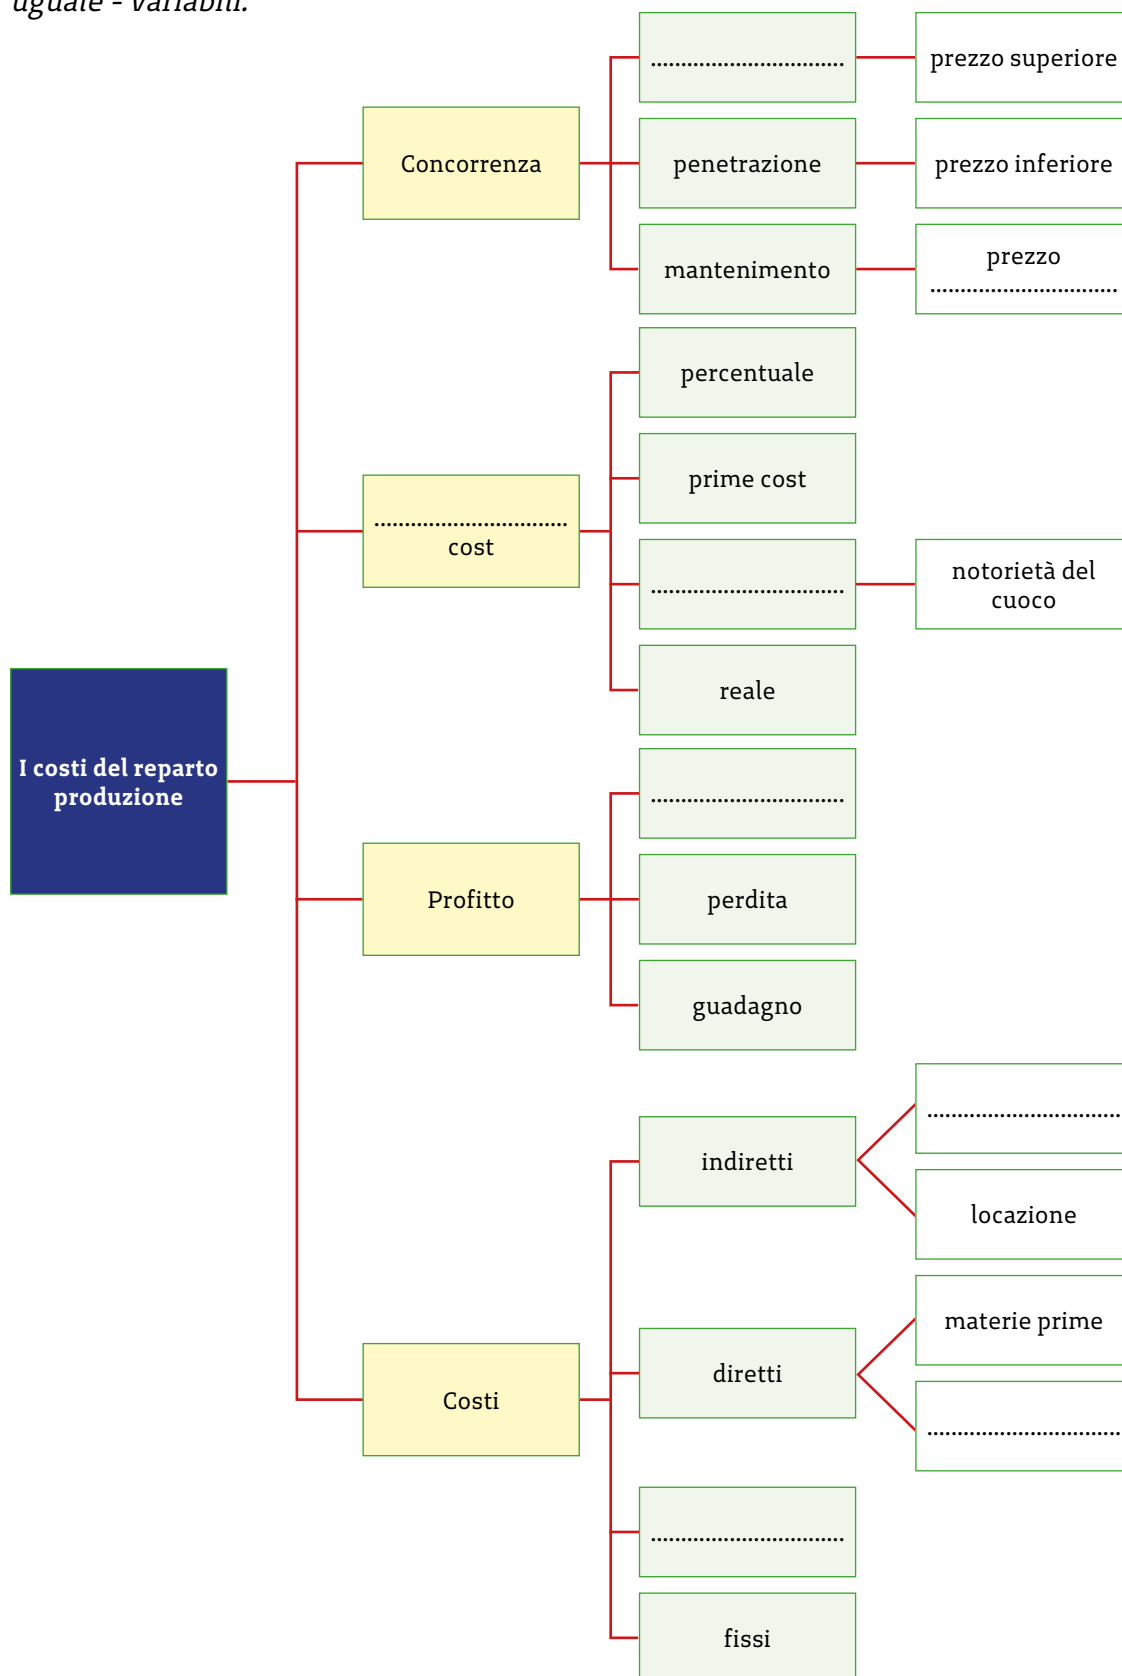 uguale - variabili.
..............................
prezzo superiore
Concorrenza
penetrazione
prezzo inferiore
mantenimento
prezzo
..............................
percentuale
prime cost
..............................
cost
..............................
notorietà del
cuoco
reale
I costi del reparto
produzione
..............................
Profitto
perdita
guadagno
..............................
indiretti
locazione
materie prime
diretti
Costi
..............................
..............................
fissi